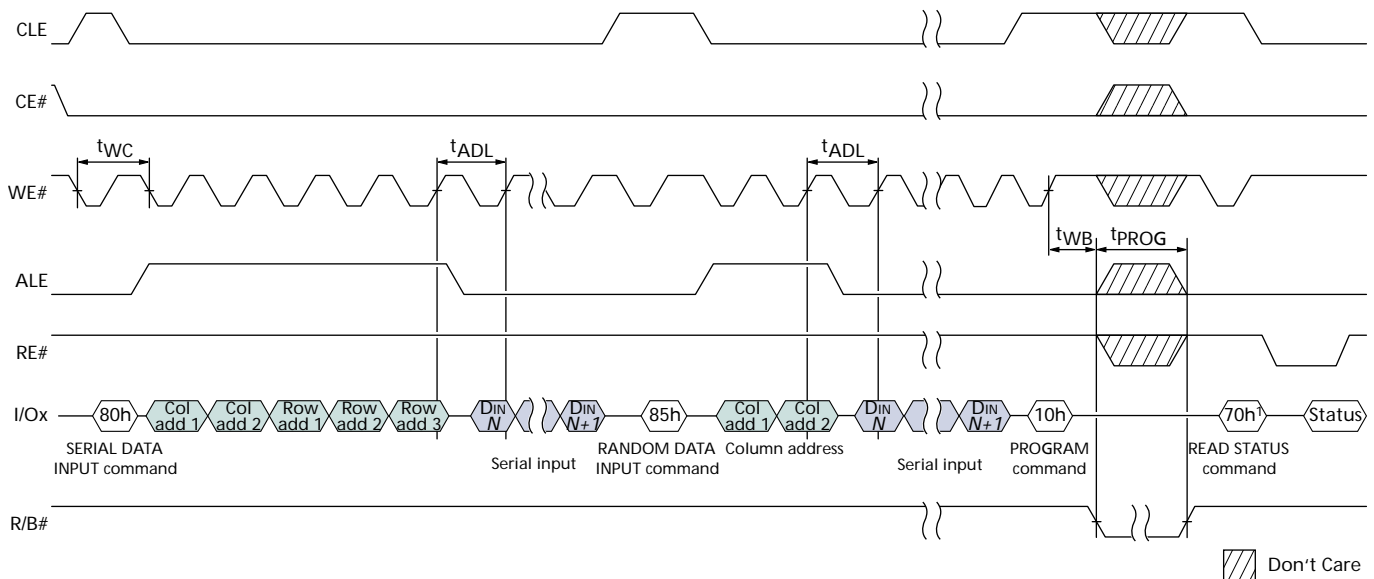 CLE
CE#
tWC
tADL
tADL
WE#
tWB
tPROG
ALE
RE#
I/Ox
80h
Col add 1
Col add 2
Row add 1
Row add 2
Row add 3
DIN N
DIN N+1
85h
Col add 1
Col add 2
DIN N
DIN N+1
10h
70h¹
Status
SERIAL DATA
INPUT command
Serial input
RANDOM DATA
INPUT command
Column address
Serial input
PROGRAM
command
READ STATUS
command
R/B#
Don't Care